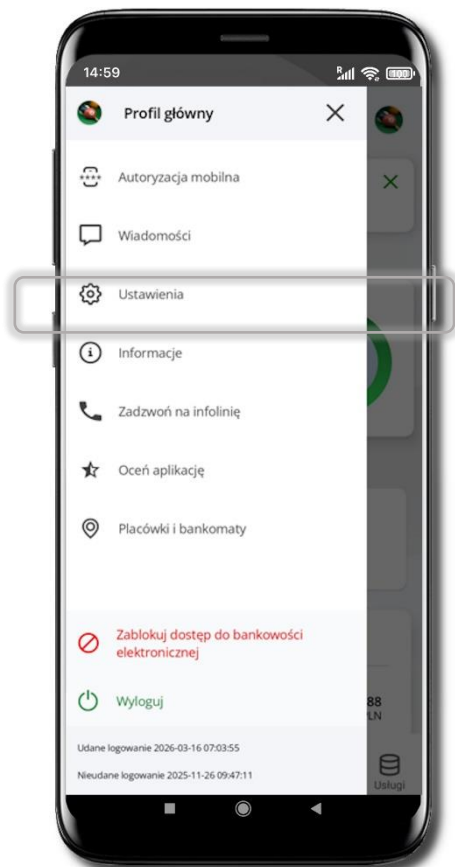 14:59
Profil główny
Autoryzacja mobilna
Wiadomości
Ustawienia
Informacje
Zadzwoń na infolinię
Oceń aplikację
Placówki i bankomaty
Zablokuj dostęp do bankowości
elektronicznej
Wyloguj
88
Udane logowanie 2026-03-16 07:03:55
Nieudane logowanie 2025-11-26 09:47:11
Usługi